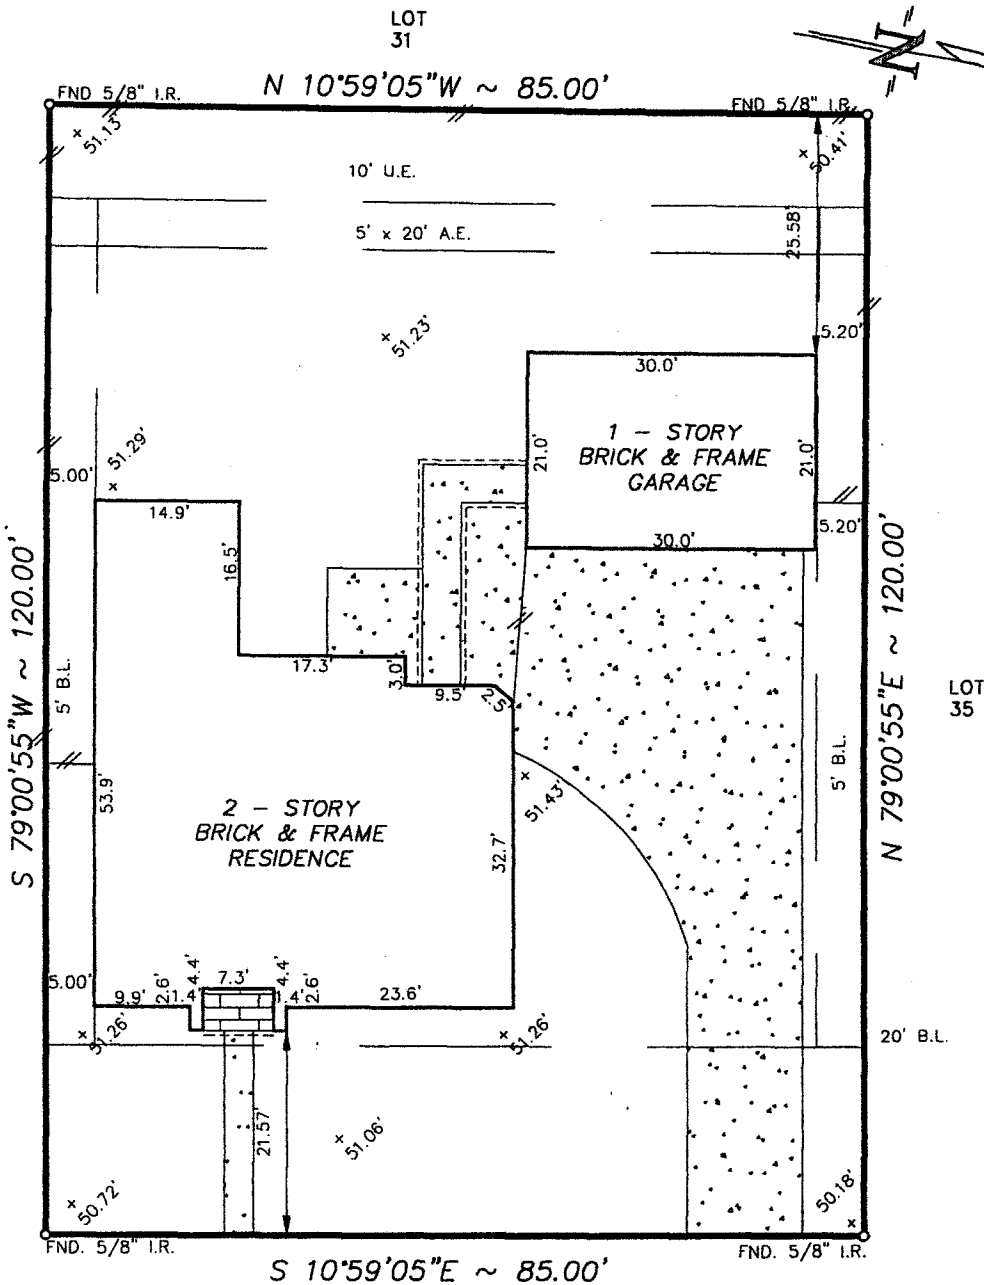 LOT
31
N
N 10°59'05"W ~ 85.00'
FND 5/8" I.R.
FND 5/8" I.R.
51.13'
50.41'
10' U.E.
5' x 20' A.E.
25.58'
51.23'
5.20'
30.0'
1 - STORY
BRICK & FRAME
GARAGE
21.0'
21.0'
51.29'
5.00'
14.9'
30.0'
5.20'
16.5'
S 79°00'55"W ~ 120.00'
N 79°00'55"E ~ 120.00'
17.3'
3.0'
9.5'
2.5'
5' B.L.
LOT
35
5' B.L.
53.9'
51.43'
2 - STORY
BRICK & FRAME
RESIDENCE
32.7'
5.00'
9.9'
2.6'
4.4'
1.4'
7.3'
4.4'
1.4'
2.6'
23.6'
51.26'
51.26'
20' B.L.
21.57'
51.06'
50.72'
50.18'
FND. 5/8" I.R.
FND. 5/8" I.R.
S 10°59'05"E ~ 85.00'